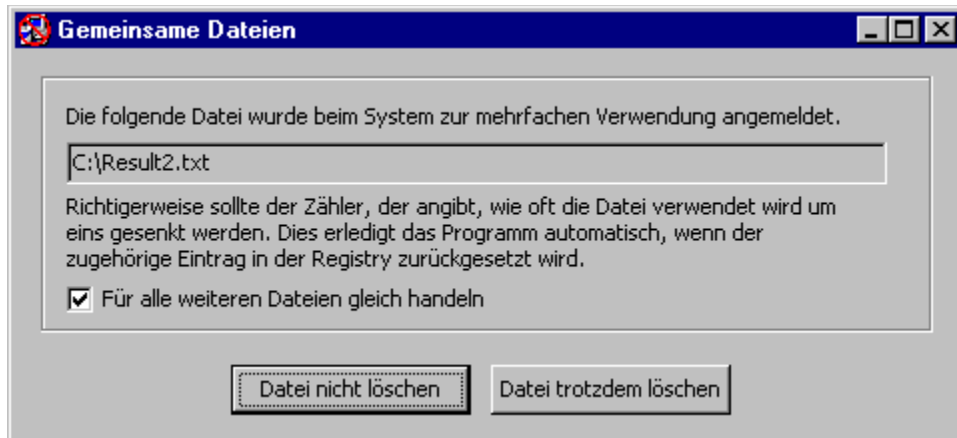 Gemeinsame Dateien
Die folgende Datei wurde beim System zur mehrfachen Verwendung angemeldet.
C:\Result2.txt
Richtigerweise sollte der Zähler, der angibt, wie oft die Datei verwendet wird um
eins gesenkt werden. Dies erledigt das Programm automatisch, wenn der
zugehörige Eintrag in der Registry zurückgesetzt wird.
Für alle weiteren Dateien gleich handeln
Datei nicht löschen
Datei trotzdem löschen